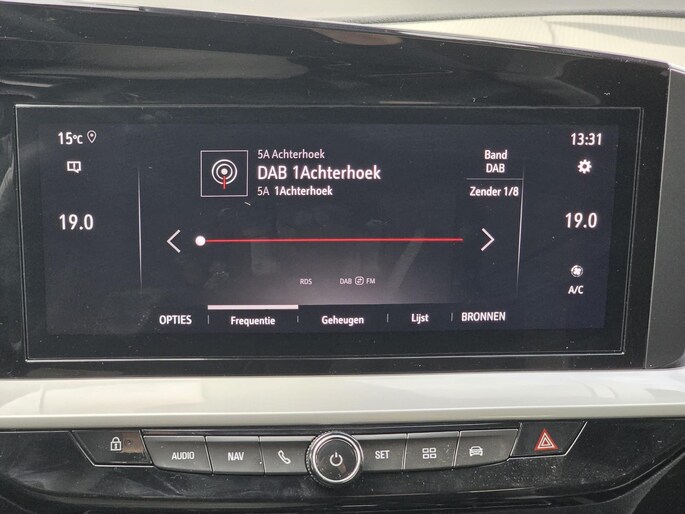 15°C
13:31
5A Achterhoek
DAB 1Achterhoek
5A 1Achterhoek
Band
DAB
Zender 1/8
19.0
19.0
RDS
DAB FM
A/C
OPTIES
Frequentie
Geheugen
Lijst
BRONNEN
AUDIO
NAV
SET